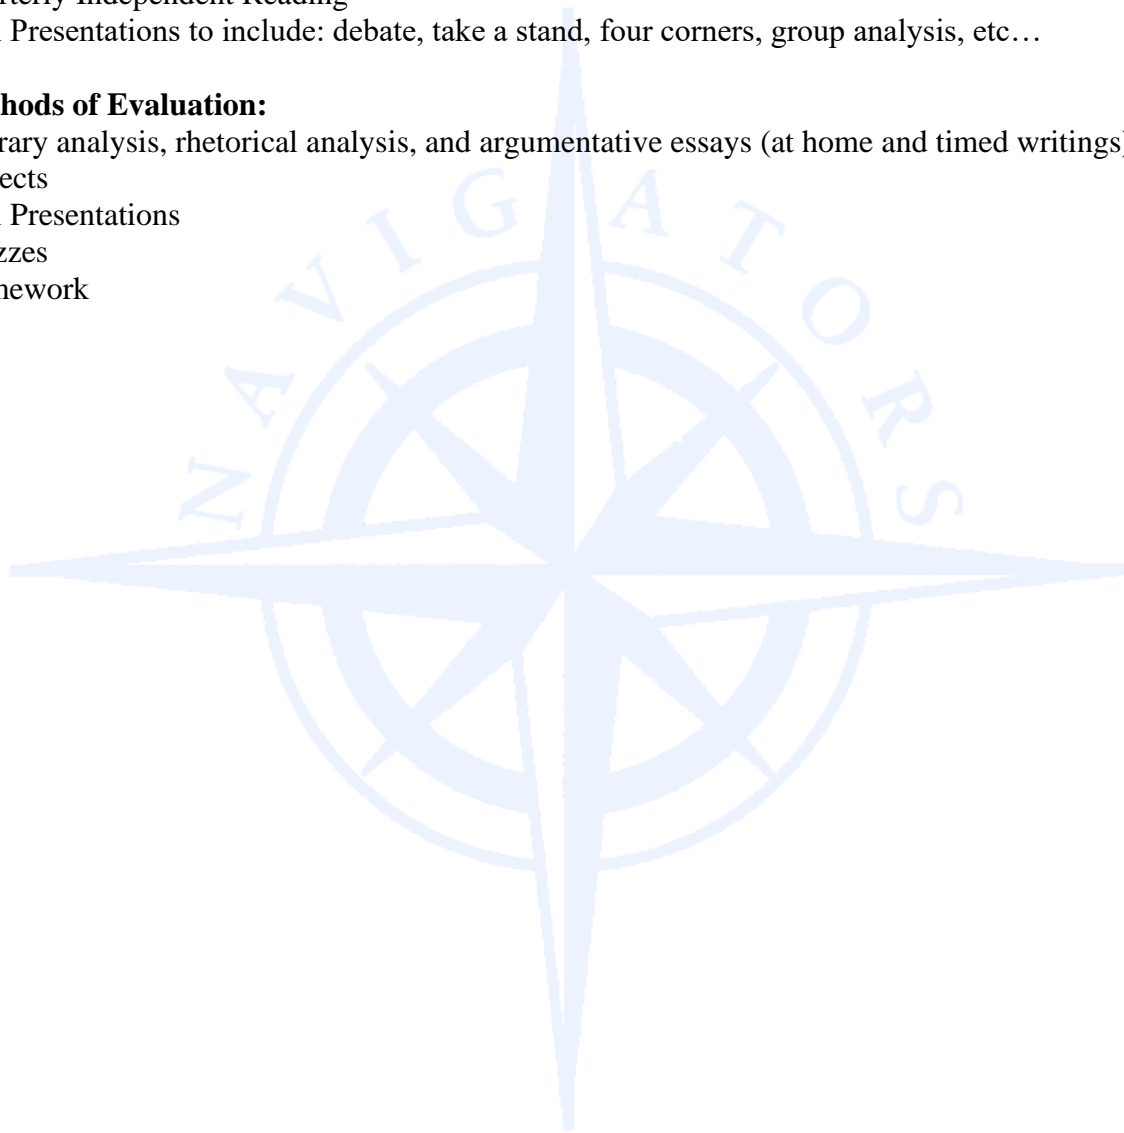 rterly Independent Reading
l Presentations to include: debate, take a stand, four corners, group analysis, etc…
hods of Evaluation:
rary analysis, rhetorical analysis, and argumentative essays (at home and timed writings)
ects
l Presentations
zzes
nework
NAVIGATORS